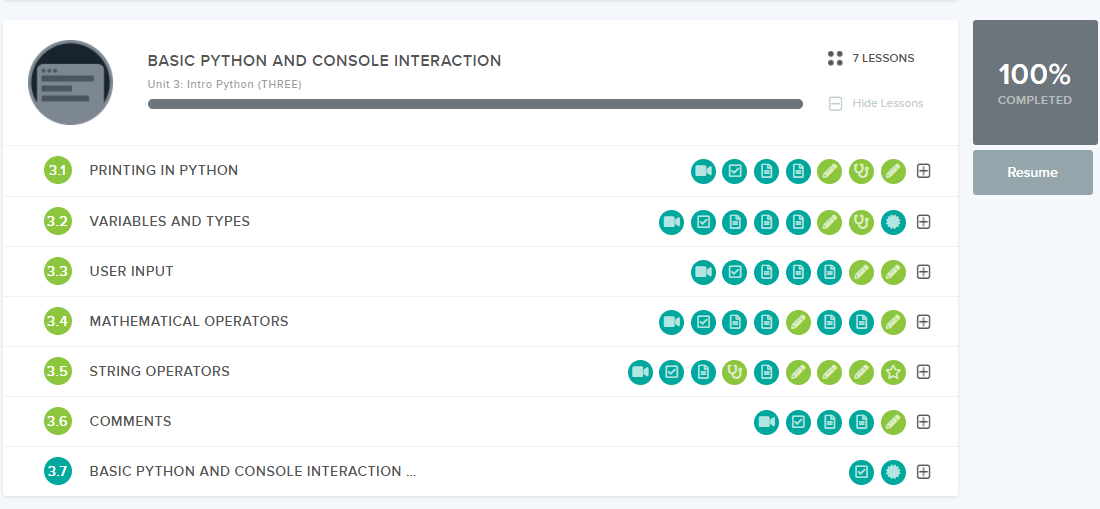 BASIC PYTHON AND CONSOLE INTERACTION
Unit 3: Intro Python (THREE)
7 LESSONS
Hide Lessons
100%
COMPLETED
Resume
3.1 PRINTING IN PYTHON
3.2 VARIABLES AND TYPES
3.3 USER INPUT
3.4 MATHEMATICAL OPERATORS
3.5 STRING OPERATORS
3.6 COMMENTS
3.7 BASIC PYTHON AND CONSOLE INTERACTION ...